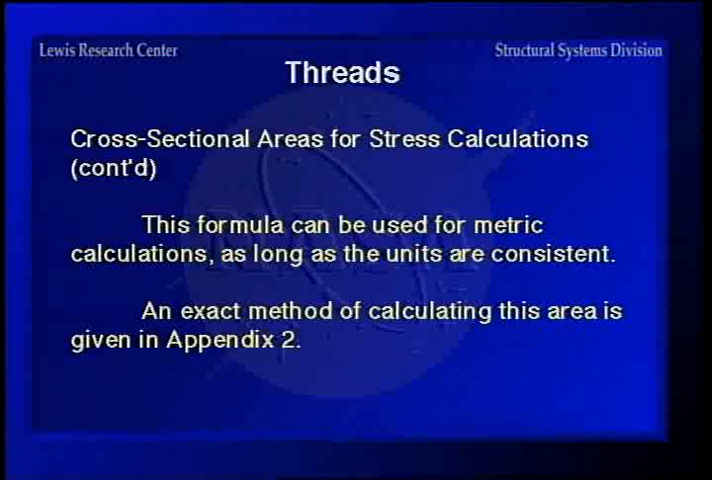 Lewis Research Center
Structural Systems Division
Threads
Cross-Sectional Areas for Stress Calculations
(cont'd)
This formula can be used for metric
calculations, as long as the units are consistent.
An exact method of calculating this area is
given in Appendix 2.